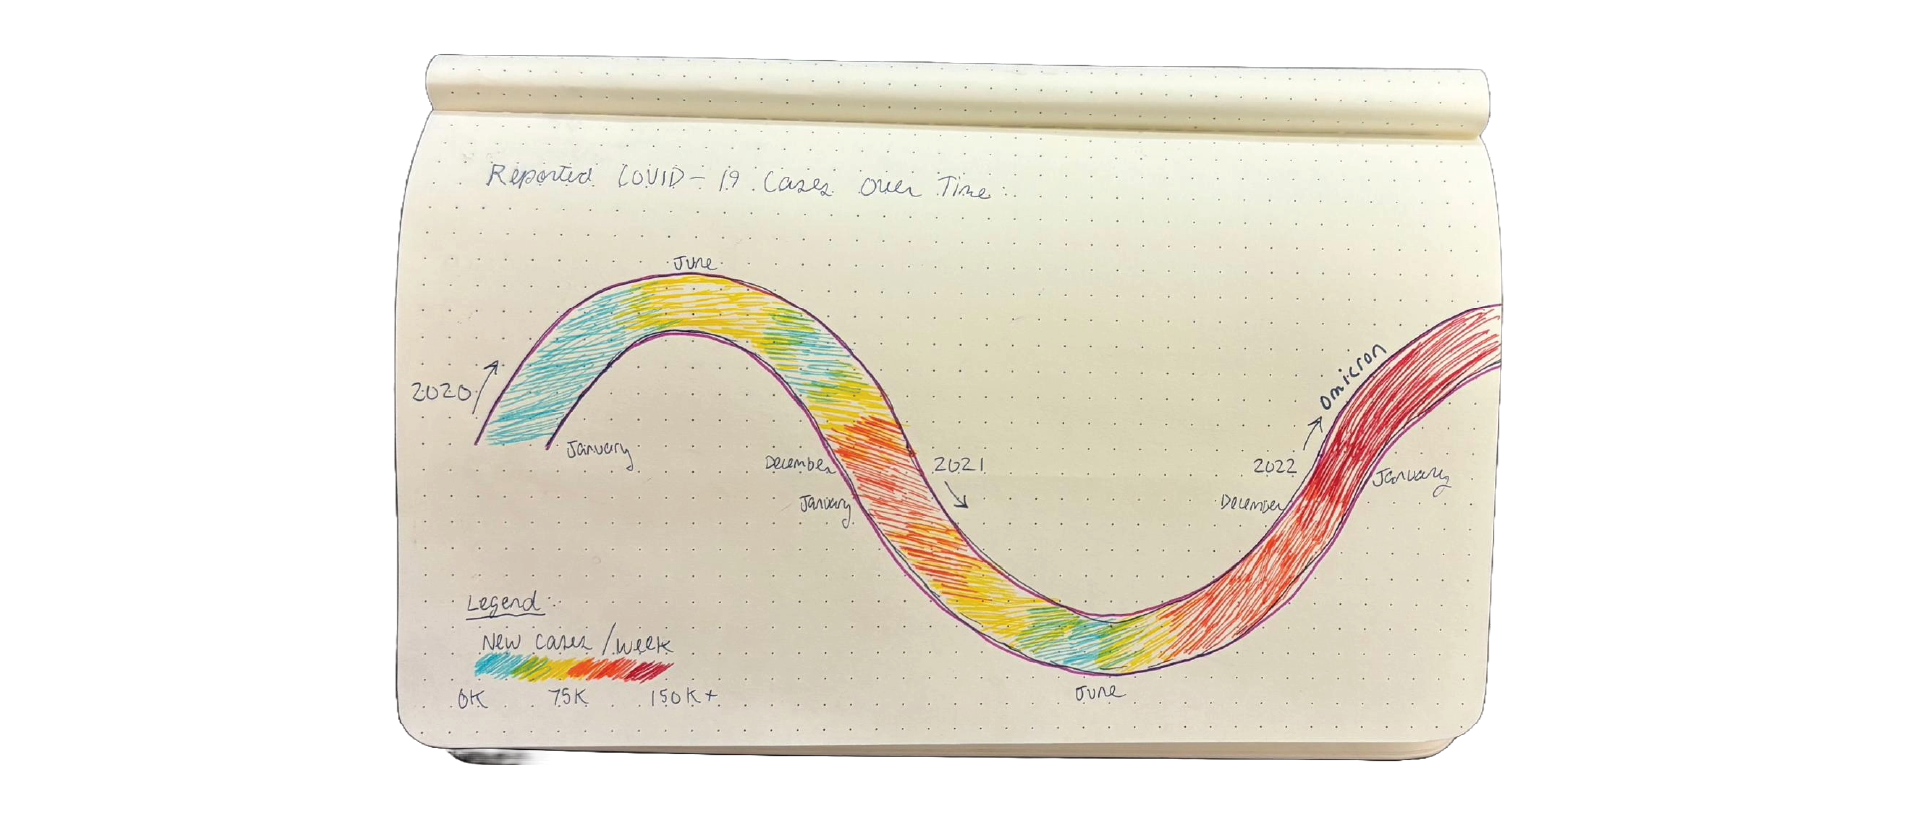 Reported COVID-19 Cases Over Time:
June
2020
January
December
2021
January
June
Omicron
2022
January
December
Legend:
New cases/week
0K 75K 150K+